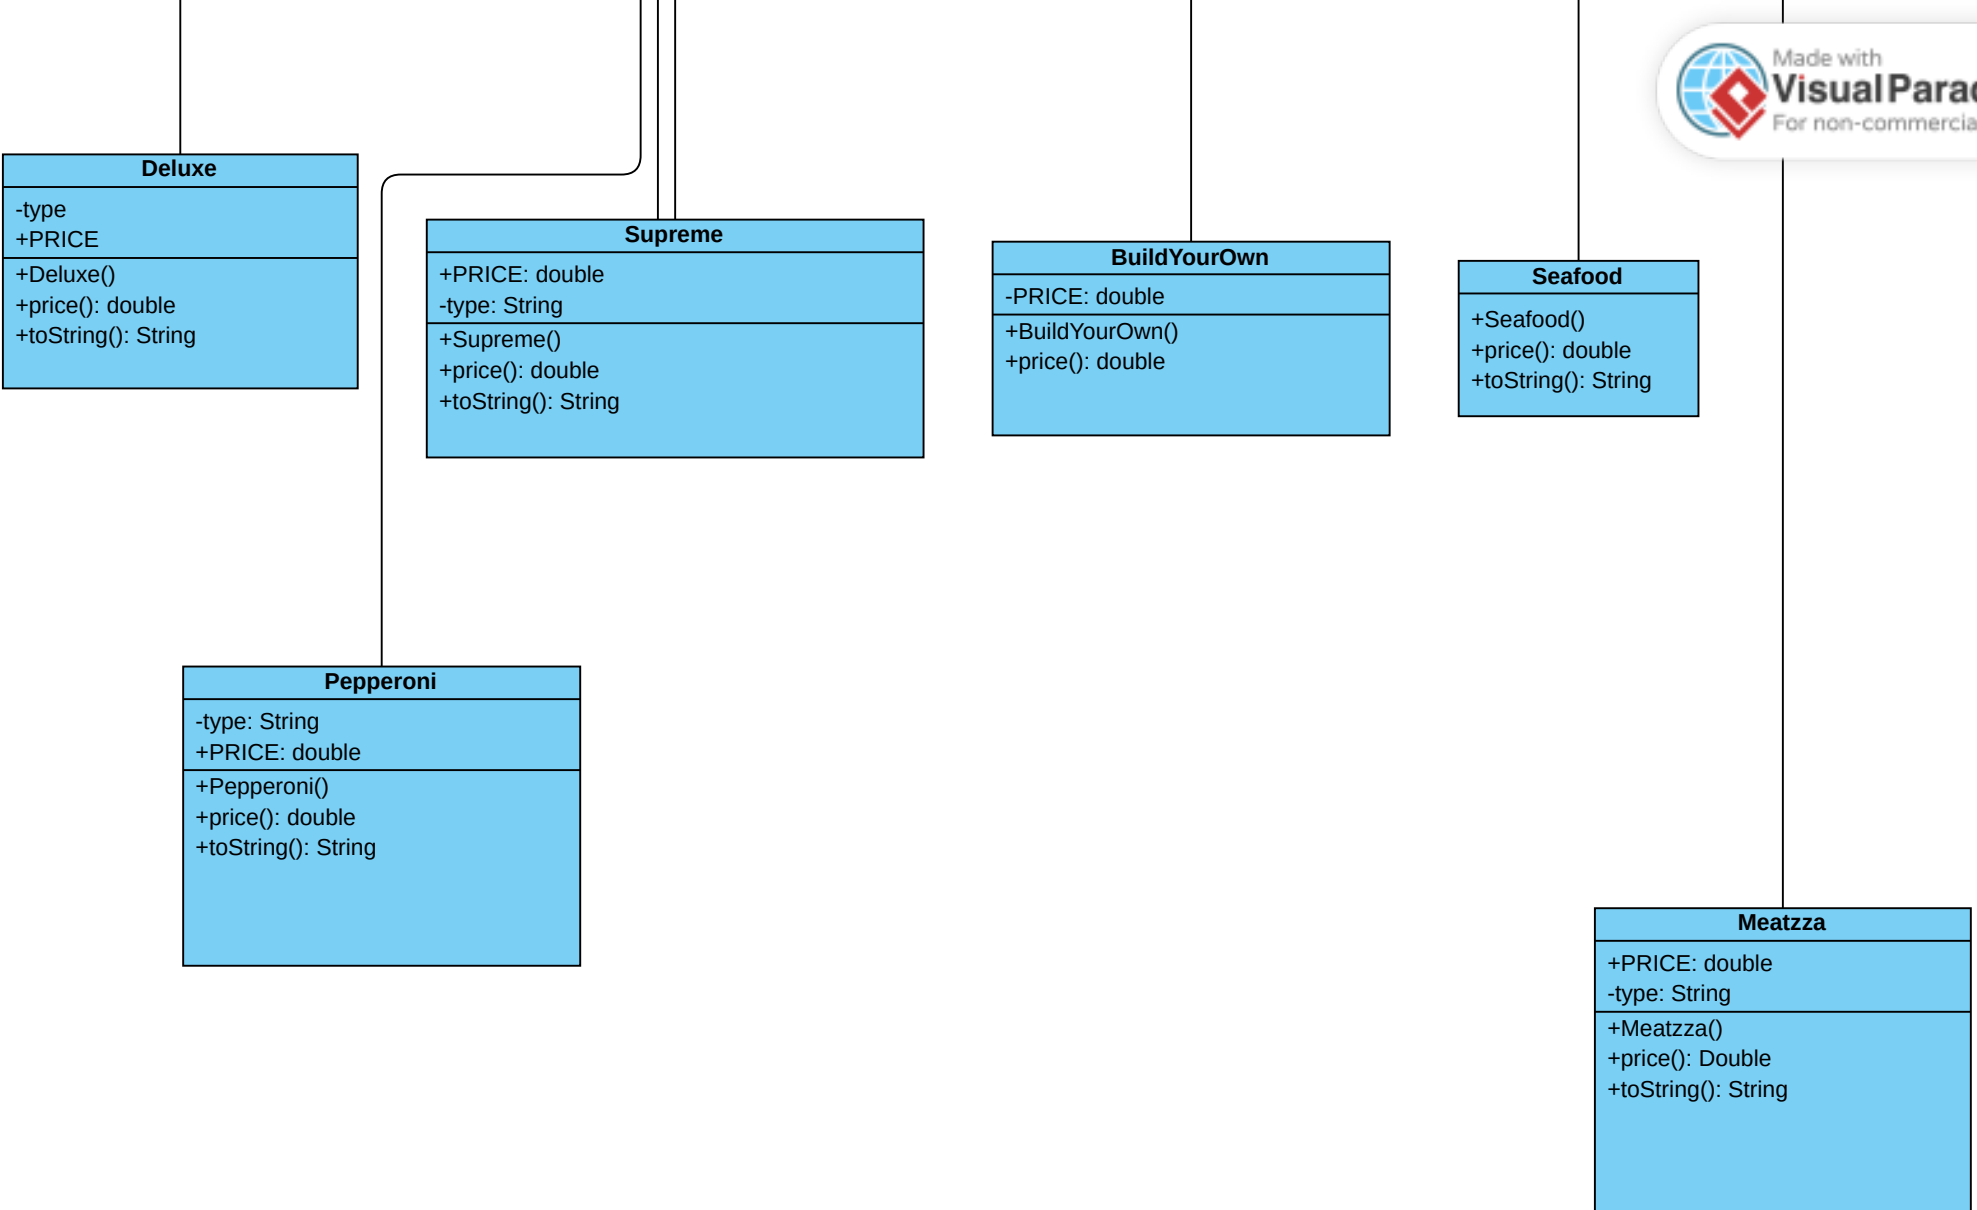 Made with
Visual Parad
For non-commercia
Deluxe
-type
+PRICE
+Deluxe()
+price(): double
+toString(): String
Supreme
+PRICE: double
-type: String
+Supreme()
+price(): double
+toString(): String
BuildYourOwn
-PRICE: double
+BuildYourOwn()
+price(): double
Seafood
+Seafood()
+price(): double
+toString(): String
Pepperoni
-type: String
+PRICE: double
+Pepperoni()
+price(): double
+toString(): String
Meatzza
+PRICE: double
-type: String
+Meatzza()
+price(): Double
+toString(): String